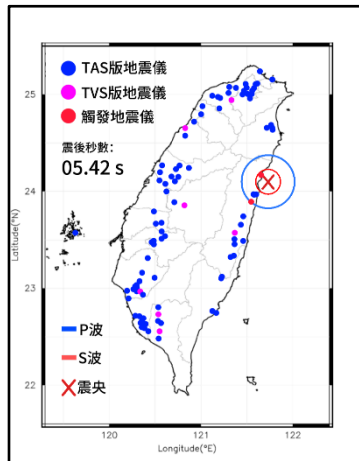 TAS版地震儀
TVS版地震儀
觸發地震儀
震後秒數:
05.42 s
25
24
23
22
Latitude(°N)
P波
S波
震央
120
121
122
Longitude(°E)